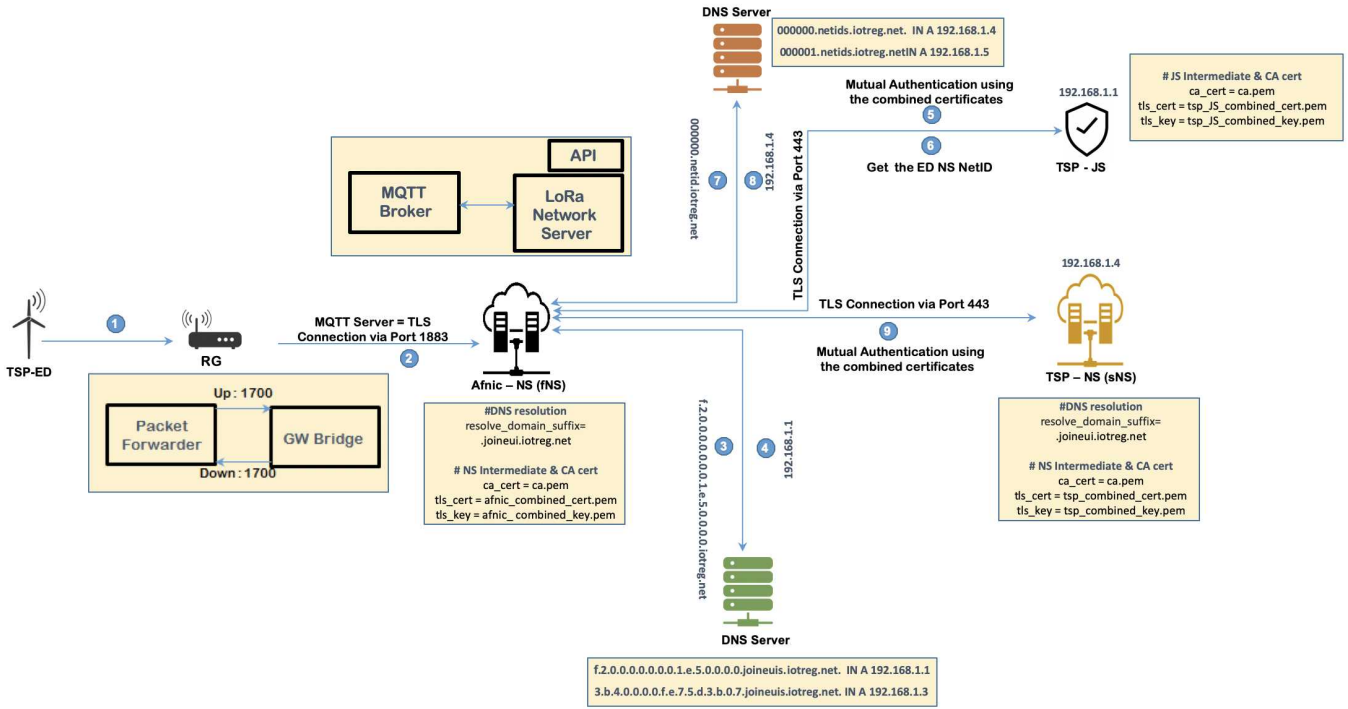 DNS Server
000000.netids.iotreg.net.  IN A 192.168.1.4
000001.netids.iotreg.netIN A 192.168.1.5
Mutual Authentication using
the combined certificates
5
6
Get  the ED NS NetID
192.168.1.1
TSP - JS
# JS Intermediate & CA cert
ca_cert = ca.pem
tls_cert = tsp_JS_combined_cert.pem
tls_key = tsp_JS_combined_key.pem
000000.netid.iotreg.net
7
8
192.168.1.4
TLS Connection via Port 443
API
MQTT
Broker
LoRa
Network
Server
TSP-ED
1
RG
MQTT Server = TLS
Connection via Port 1883
2
Afnic – NS (fNS)
TLS Connection via Port 443
9
Mutual Authentication using
the combined certificates
192.168.1.4
TSP – NS (sNS)
Up : 1700
Packet
Forwarder
GW Bridge
Down : 1700
#DNS resolution
resolve_domain_suffix=
.joineui.iotreg.net
# NS Intermediate & CA cert
ca_cert = ca.pem
tls_cert = afnic_combined_cert.pem
tls_key = afnic_ combined_key.pem
f.2.0.0.0.0.0.0.0.1.e.5.0.0.0.0.iotreg.net
3
4
192.168.1.1
#DNS resolution
resolve_domain_suffix=
.joineui.iotreg.net
# NS Intermediate & CA cert
ca_cert = ca.pem
tls_cert = tsp_combined_cert.pem
tls_key = tsp_combined_key.pem
DNS Server
f.2.0.0.0.0.0.0.0.1.e.5.0.0.0.0.joineuis.iotreg.net.  IN A 192.168.1.1
3.b.4.0.0.0.0.f.e.7.5.d.3.b.0.7.joineuis.iotreg.net. IN A 192.168.1.3